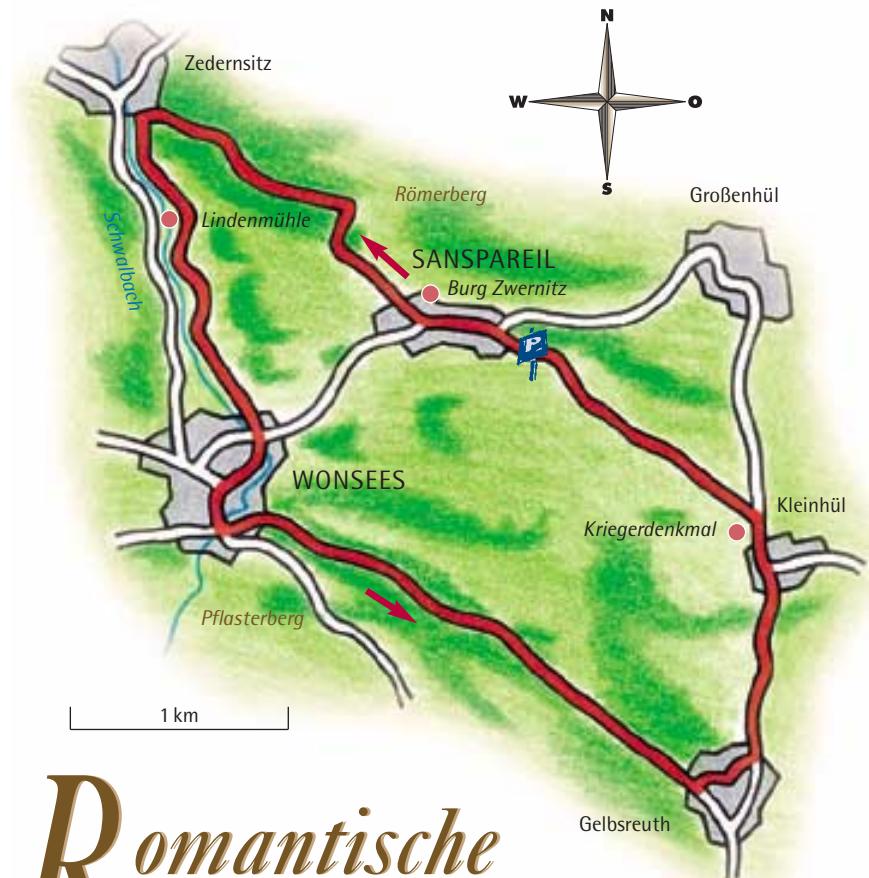 N
Zedernsitz
W
O
S
Römerberg
Großenhül
Lindenmühle
Schwalbach
SANSPAREIL
Burg Zwernitz
P
WONSEES
Kleinhül
Kriegerdenkmal
Pflasterberg
1 km
Gelbsreuth
Romantische